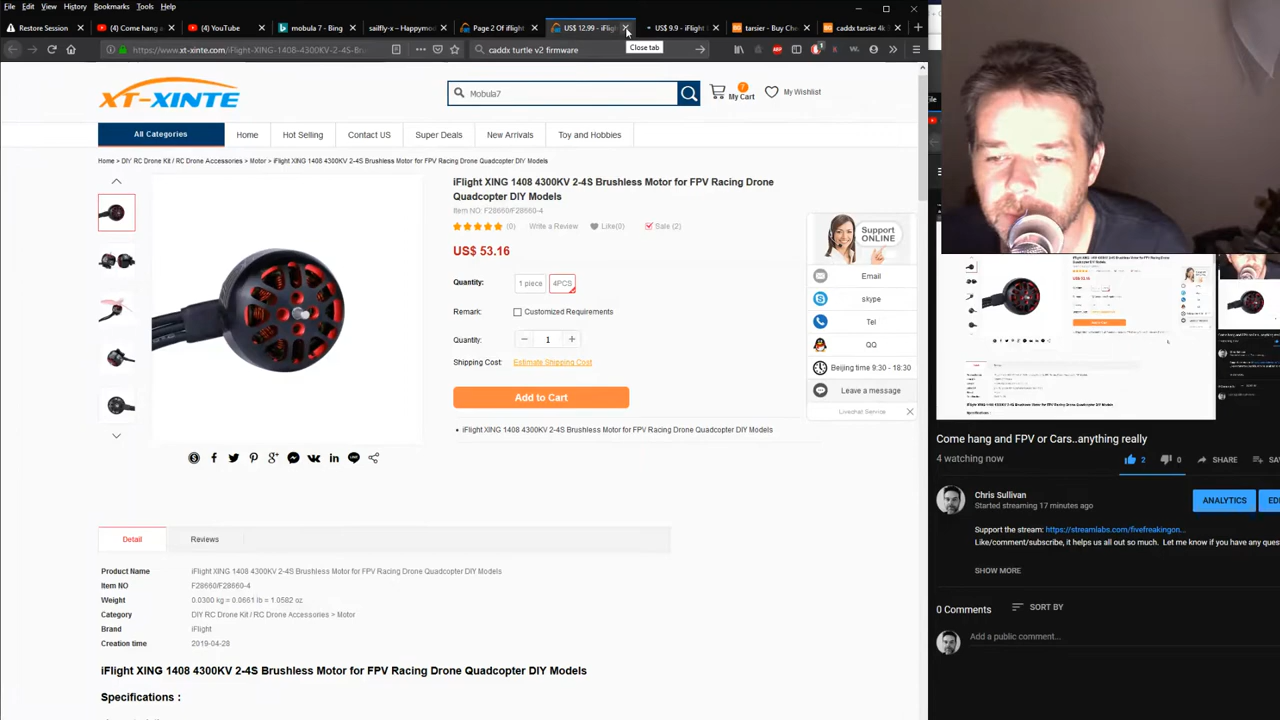 File Edit View History Bookmarks Tools Help
Restore Session
(4) Come hang an
(4) YouTube
mobula 7 - Bing
sailfly-x - Happymod
Page 2 Of iFlight
US$ 12.99 - iFligh
US$ 9.9 - iFlight
tarsier - Buy Che
caddx tarsier 4k
https://www.xt-xinte.com/iFlight-XING-1408-4300KV-2-4S-Br
caddx turtle v2 firmware
Close tab
XT-XINTE
Mobula7
7
My Cart
My Wishlist
All Categories
Home
Hot Selling
Contact US
Super Deals
New Arrivals
Toy and Hobbies
Home > DIY RC Drone Kit / RC Drone Accessories > Motor > iFlight XING 1408 4300KV 2-4S Brushless Motor for FPV Racing Drone Quadcopter DIY Models
iFlight XING 1408 4300KV 2-4S Brushless Motor for FPV Racing Drone
Quadcopter DIY Models
Item NO: F28660/F28660-4
(0) Write a Review Like(0) Sale (2)
US$ 53.16
Quantity: 1 piece 4PCS
Remark: Customized Requirements
Quantity: 1
Shipping Cost: Estimate Shipping Cost
Add to Cart
• iFlight XING 1408 4300KV 2-4S Brushless Motor for FPV Racing Drone Quadcopter DIY Models
Support
ONLINE
Email
skype
Tel
QQ
Beijing time 9:30 - 18:30
Leave a message
Livechat Service
Detail
Reviews
Product Name iFlight XING 1408 4300KV 2-4S Brushless Motor for FPV Racing Drone Quadcopter DIY Models
Item NO F28660/F28660-4
Weight 0.0300 kg = 0.0661 lb = 1.0582 oz
Category DIY RC Drone Kit / RC Drone Accessories > Motor
Brand iFlight
Creation time 2019-04-28
iFlight XING 1408 4300KV 2-4S Brushless Motor for FPV Racing Drone Quadcopter DIY Models
Specifications :
Come hang and FPV or Cars..anything really
4 watching now
2
0
SHARE
SA
Chris Sullivan
Started streaming 17 minutes ago
ANALYTICS
Support the stream: https://streamlabs.com/fivefreakingon...
Like/comment/subscribe, it helps us all out so much. Let me know if you have any ques
SHOW MORE
0 Comments
SORT BY
Add a public comment...